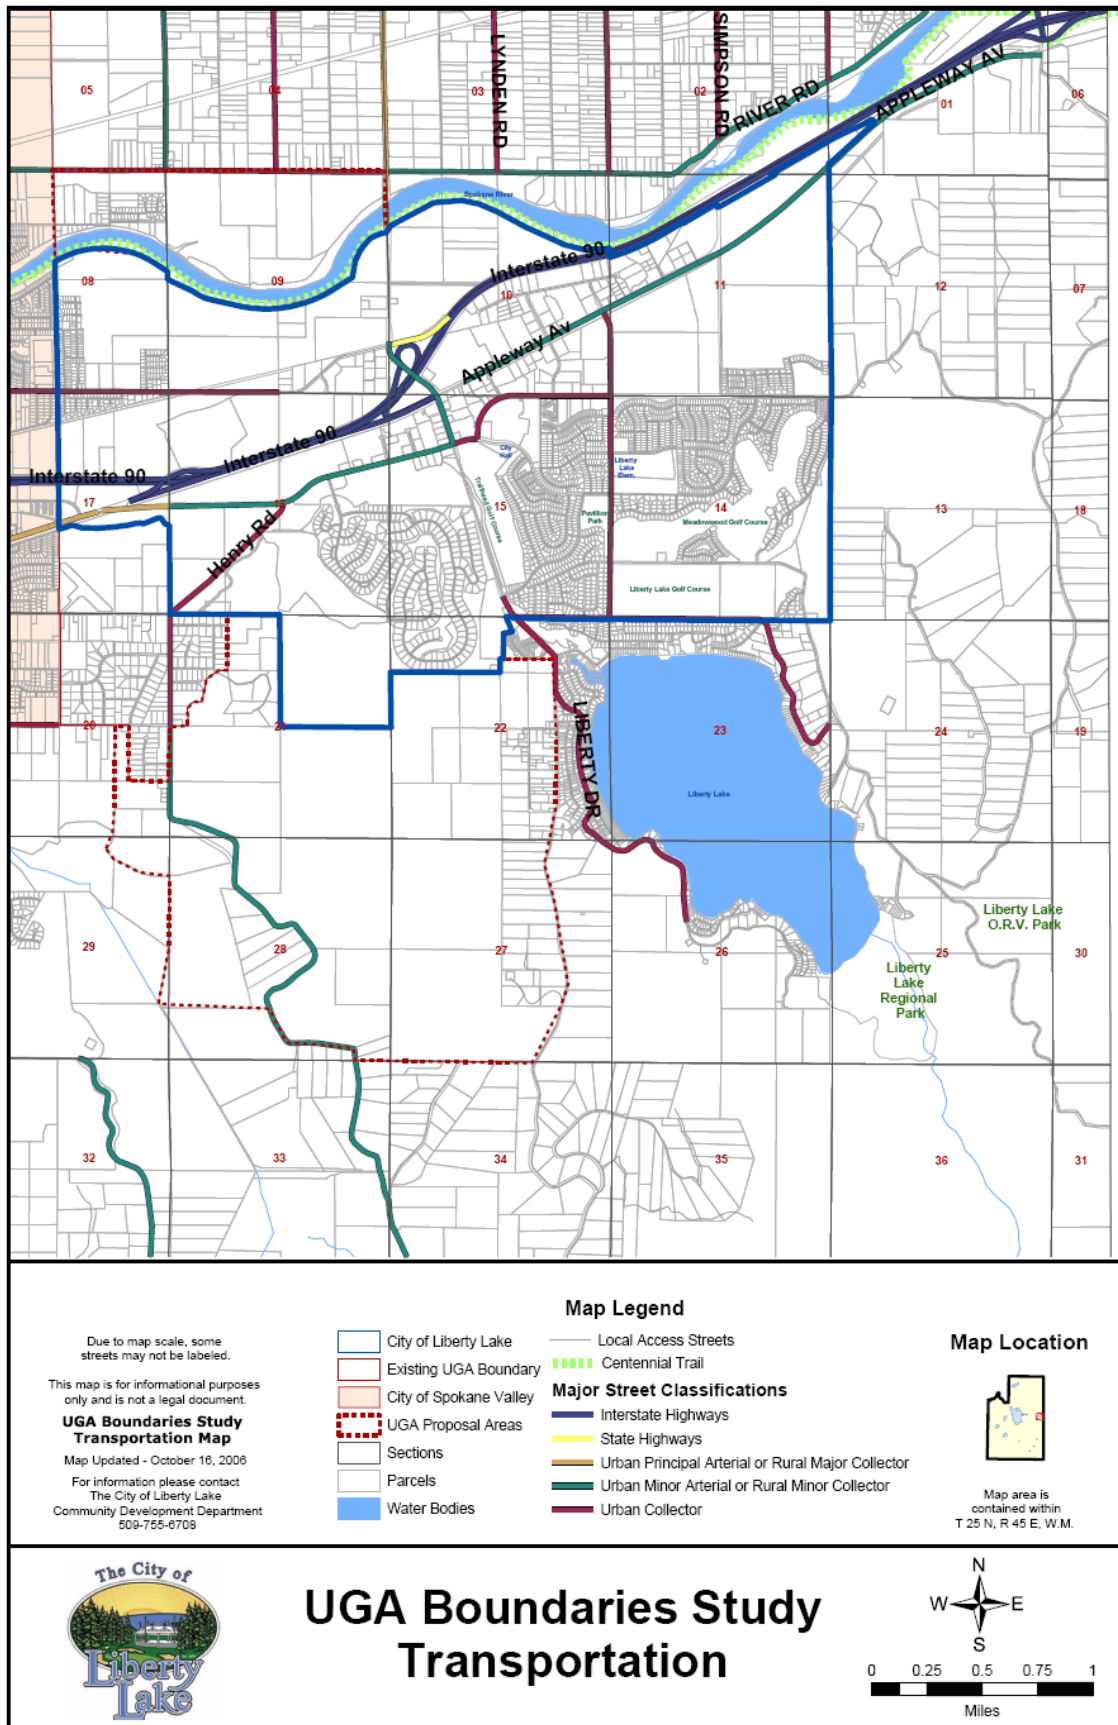 LYNDEN RD
SIMPSON RD
RIVER RD
APPLEWAY AV
05
04
03
02
01
06
Spokane River
Interstate 90
08
09
10
11
12
07
Appleway Av
Interstate 90
Interstate 90
City
Hall
Liberty
Lake
Elem.
Trailhead Golf Course
17
16
15
14
13
18
Pavillion
Park
Meadowwood Golf Course
Henry Rd
Liberty Lake Golf Course
20
21
22
23
24
19
LIBERTY DR
Liberty Lake
Liberty Lake
O.R.V. Park
29
28
27
26
25
30
Liberty
Lake
Regional
Park
32
33
34
35
36
31
Map Legend
Due to map scale, some
streets may not be labeled.
This map is for informational purposes
only and is not a legal document.
UGA Boundaries Study
Transportation Map
Map Updated - October 16, 2006
For information please contact
The City of Liberty Lake
Community Development Department
509-755-6708
City of Liberty Lake
Existing UGA Boundary
City of Spokane Valley
UGA Proposal Areas
Sections
Parcels
Water Bodies
Local Access Streets
Centennial Trail
Major Street Classifications
Interstate Highways
State Highways
Urban Principal Arterial or Rural Major Collector
Urban Minor Arterial or Rural Minor Collector
Urban Collector
Map Location
Map area is
contained within
T 25 N, R 45 E, W.M.
The City of
Liberty
Lake
UGA Boundaries Study
Transportation
N
W
E
S
0 0.25 0.5 0.75 1
Miles